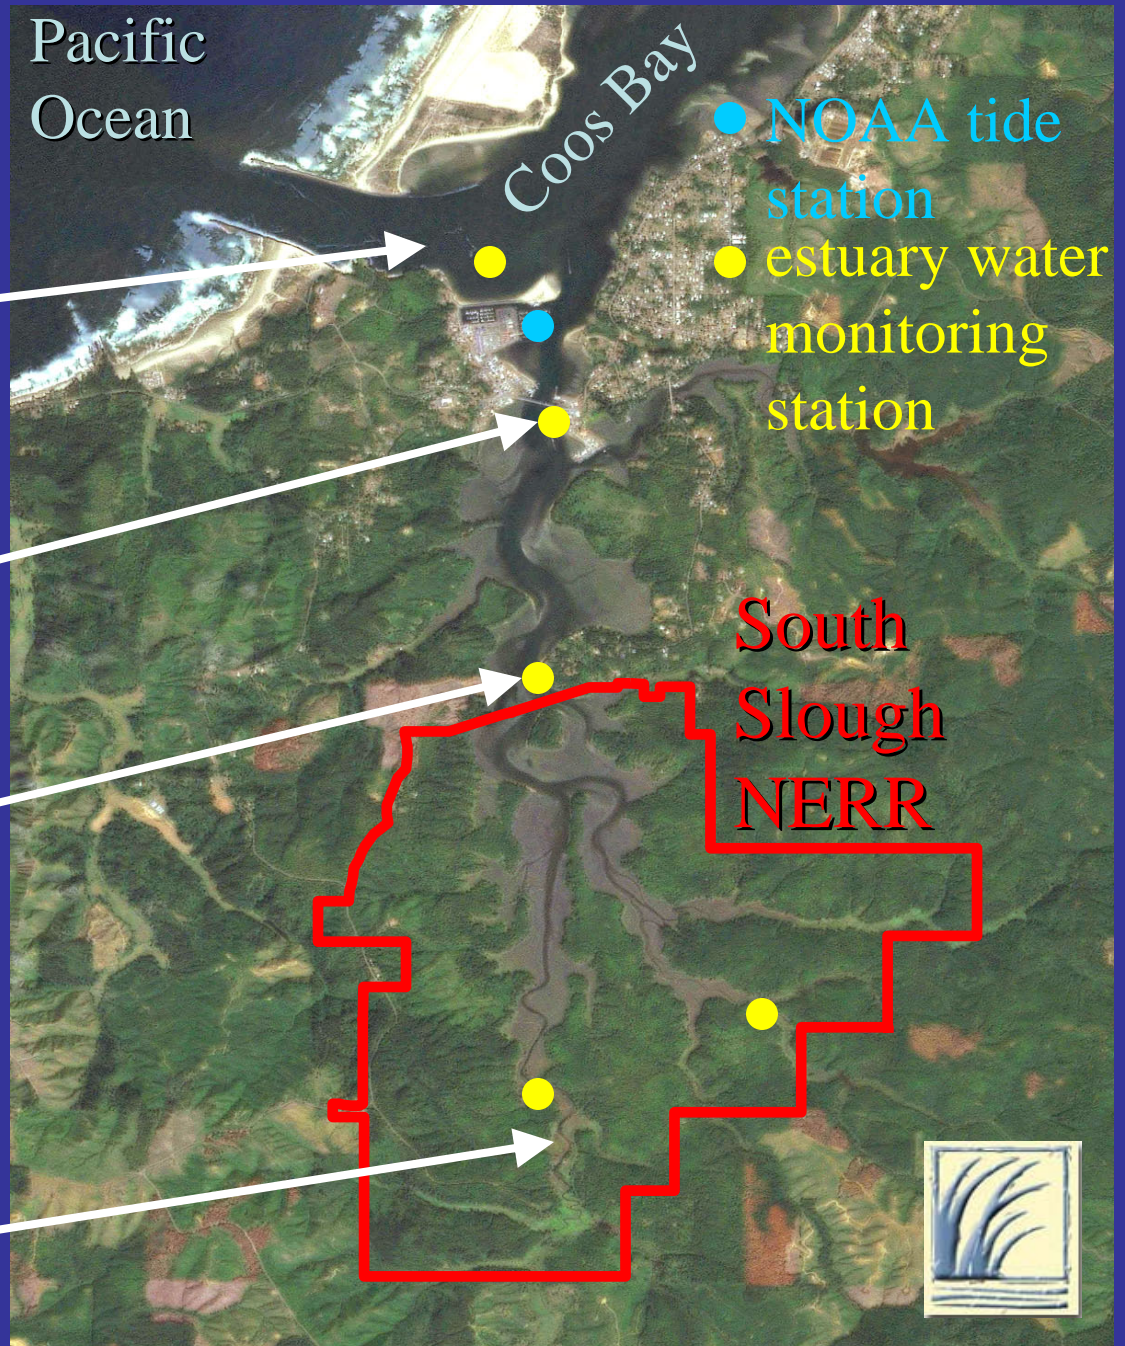 Pacific
Ocean
Coos Bay
NOAA tide
station
estuary water
monitoring
station
South
Slough
NERR